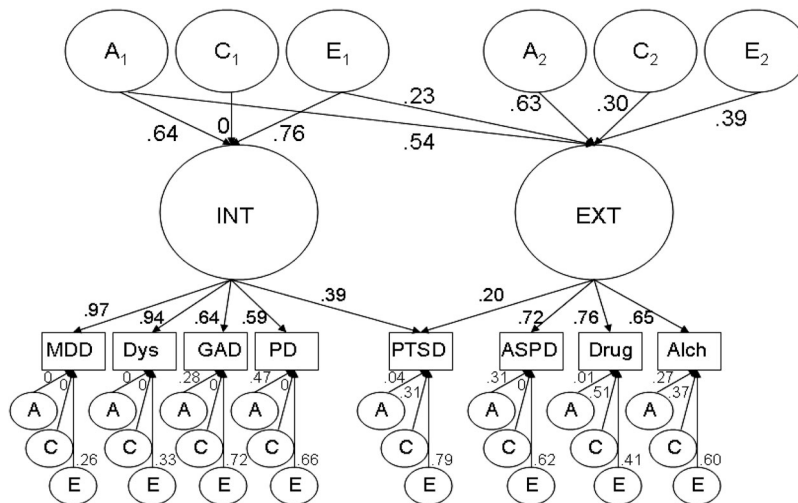 A1 C1 E1 A2 C2 E2
.23 .63 .30
.64 0 .76 .54 .39
INT EXT
.97 .94 .64 .59 .39 .20 .72 .76 .65
MDD Dys GAD PD PTSD ASPD Drug Alch
0 0 .28 .47 .04 .31 .01 .27
0 0 0 0 .31 0 .51 .37
A A A A A A A A
C C C C C C C C
.26 .33 .72 .66 .79 .62 .41 .60
E E E E E E E E